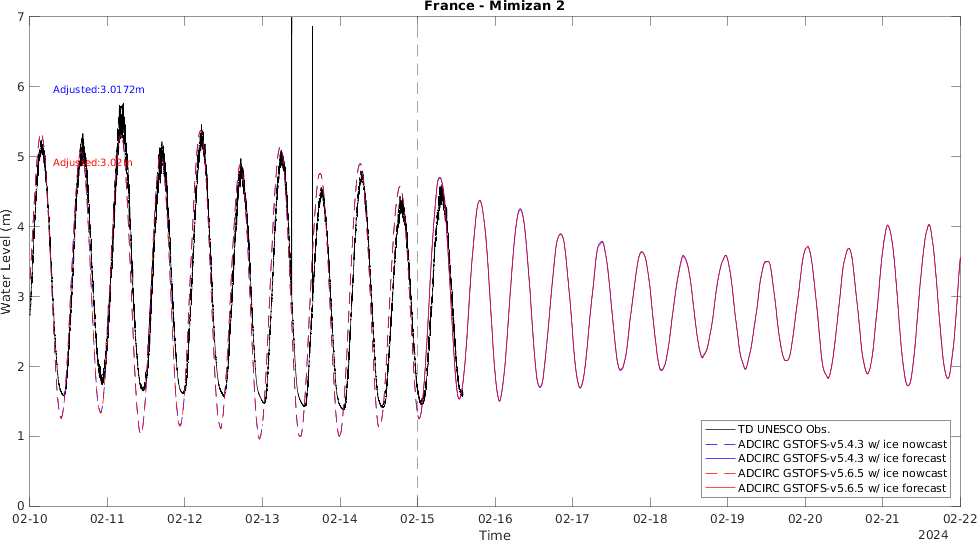 France - Mimizan 2
7
6
5
4
3
2
1
0
Water Level (m)
Adjusted:3.0172m
Adjusted:3.02m
TD UNESCO Obs.
ADCIRC GSTOFS-v5.4.3 w/ ice nowcast
ADCIRC GSTOFS-v5.4.3 w/ ice forecast
ADCIRC GSTOFS-v5.6.5 w/ ice nowcast
ADCIRC GSTOFS-v5.6.5 w/ ice forecast
02-10 02-11 02-12 02-13 02-14 02-15 02-16 02-17 02-18 02-19 02-20 02-21 02-22
Time
2024